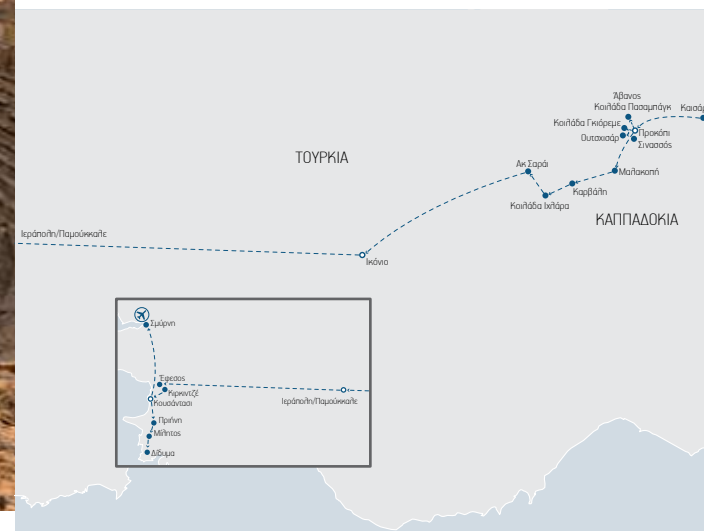 Άβανος
Κοιλάδα Πασαμπάγκ
Κοιλάδα Γκιόρεμε
Ουτσχισάρ
Προκόπι
Σινασσός
ΤΟΥΡΚΙΑ
Ακ Σαράι
Μαλακοπή
Καρβάλη
Κοιλάδα Ιχλάρα
ΚΑΠΠΑΔΟΚΙΑ
Ιεράπολη/Παμούκκαλε
Ικόνιο
Σμύρνη
Έφεσος
Κιρκιντζέ
Κουσάντασι
Ιεράπολη/Παμούκκαλε
Πριήνη
Μίλητος
Δίδυμα